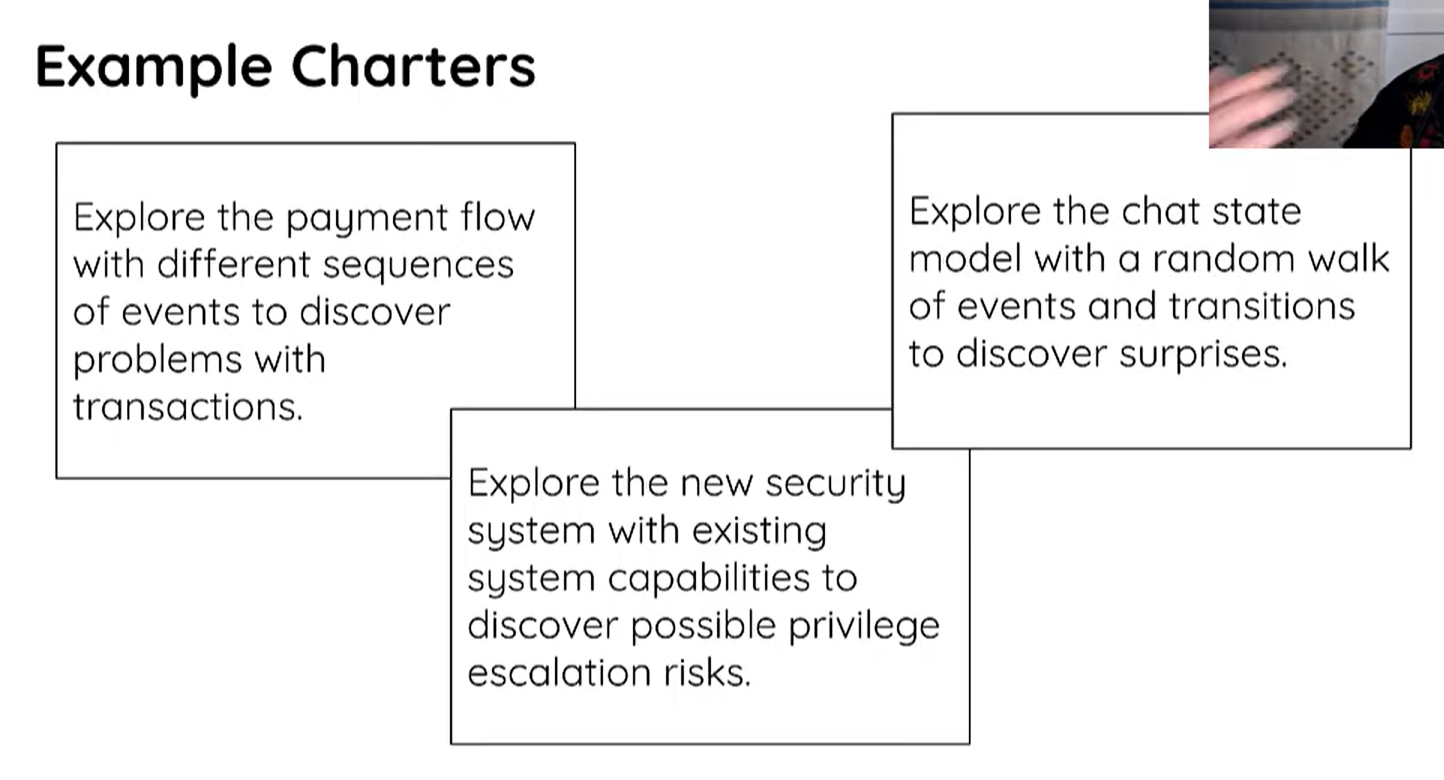 Example Charters
Explore the payment flow
with different sequences
of events to discover
problems with
transactions.
Explore the new security
system with existing
system capabilities to
discover possible privilege
escalation risks.
Explore the chat state
model with a random walk
of events and transitions
to discover surprises.